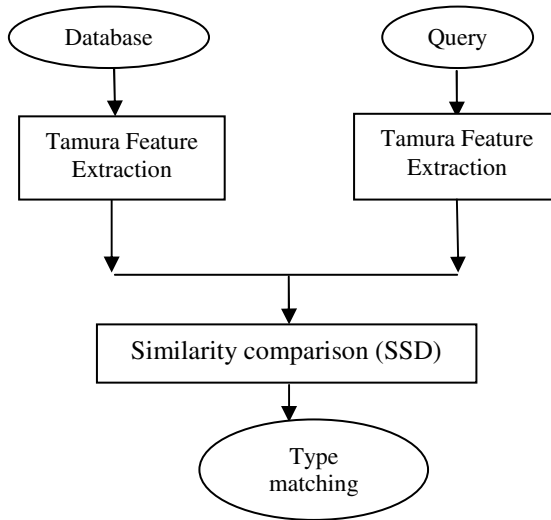 Database
Query
Tamura Feature
Extraction
Tamura Feature
Extraction
Similarity comparison (SSD)
Type
matching